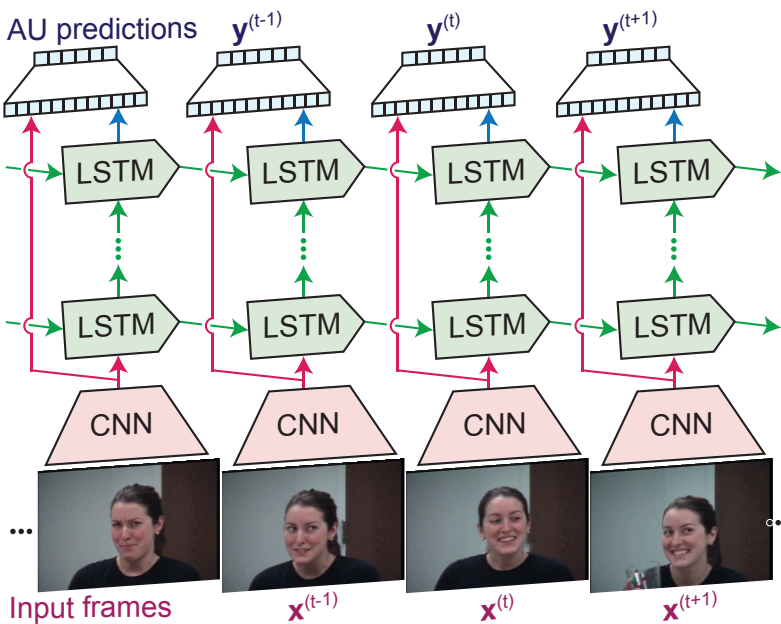 AU predictions y(t-1) y(t) y(t+1)
LSTM LSTM LSTM LSTM
LSTM LSTM LSTM LSTM
CNN CNN CNN CNN
... ...
Input frames x(t-1) x(t) x(t+1)